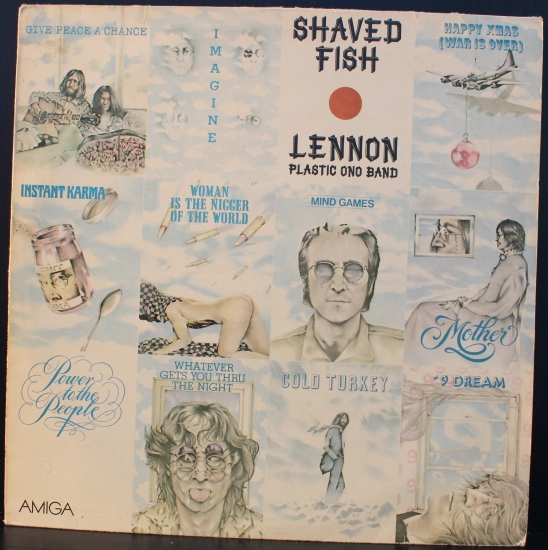 GIVE PEACE A CHANCE
IMAGINE
SHAVED
FISH
LENNON
PLASTIC ONO BAND
HAPPY XMAS
(WAR IS OVER)
INSTANT KARMA
WOMAN
IS THE NIGGER
OF THE WORLD
MIND GAMES
Mother
Power
to the
People
WHATEVER
GETS YOU THRU
THE NIGHT
COLD TURKEY
#9 DREAM
AMIGA